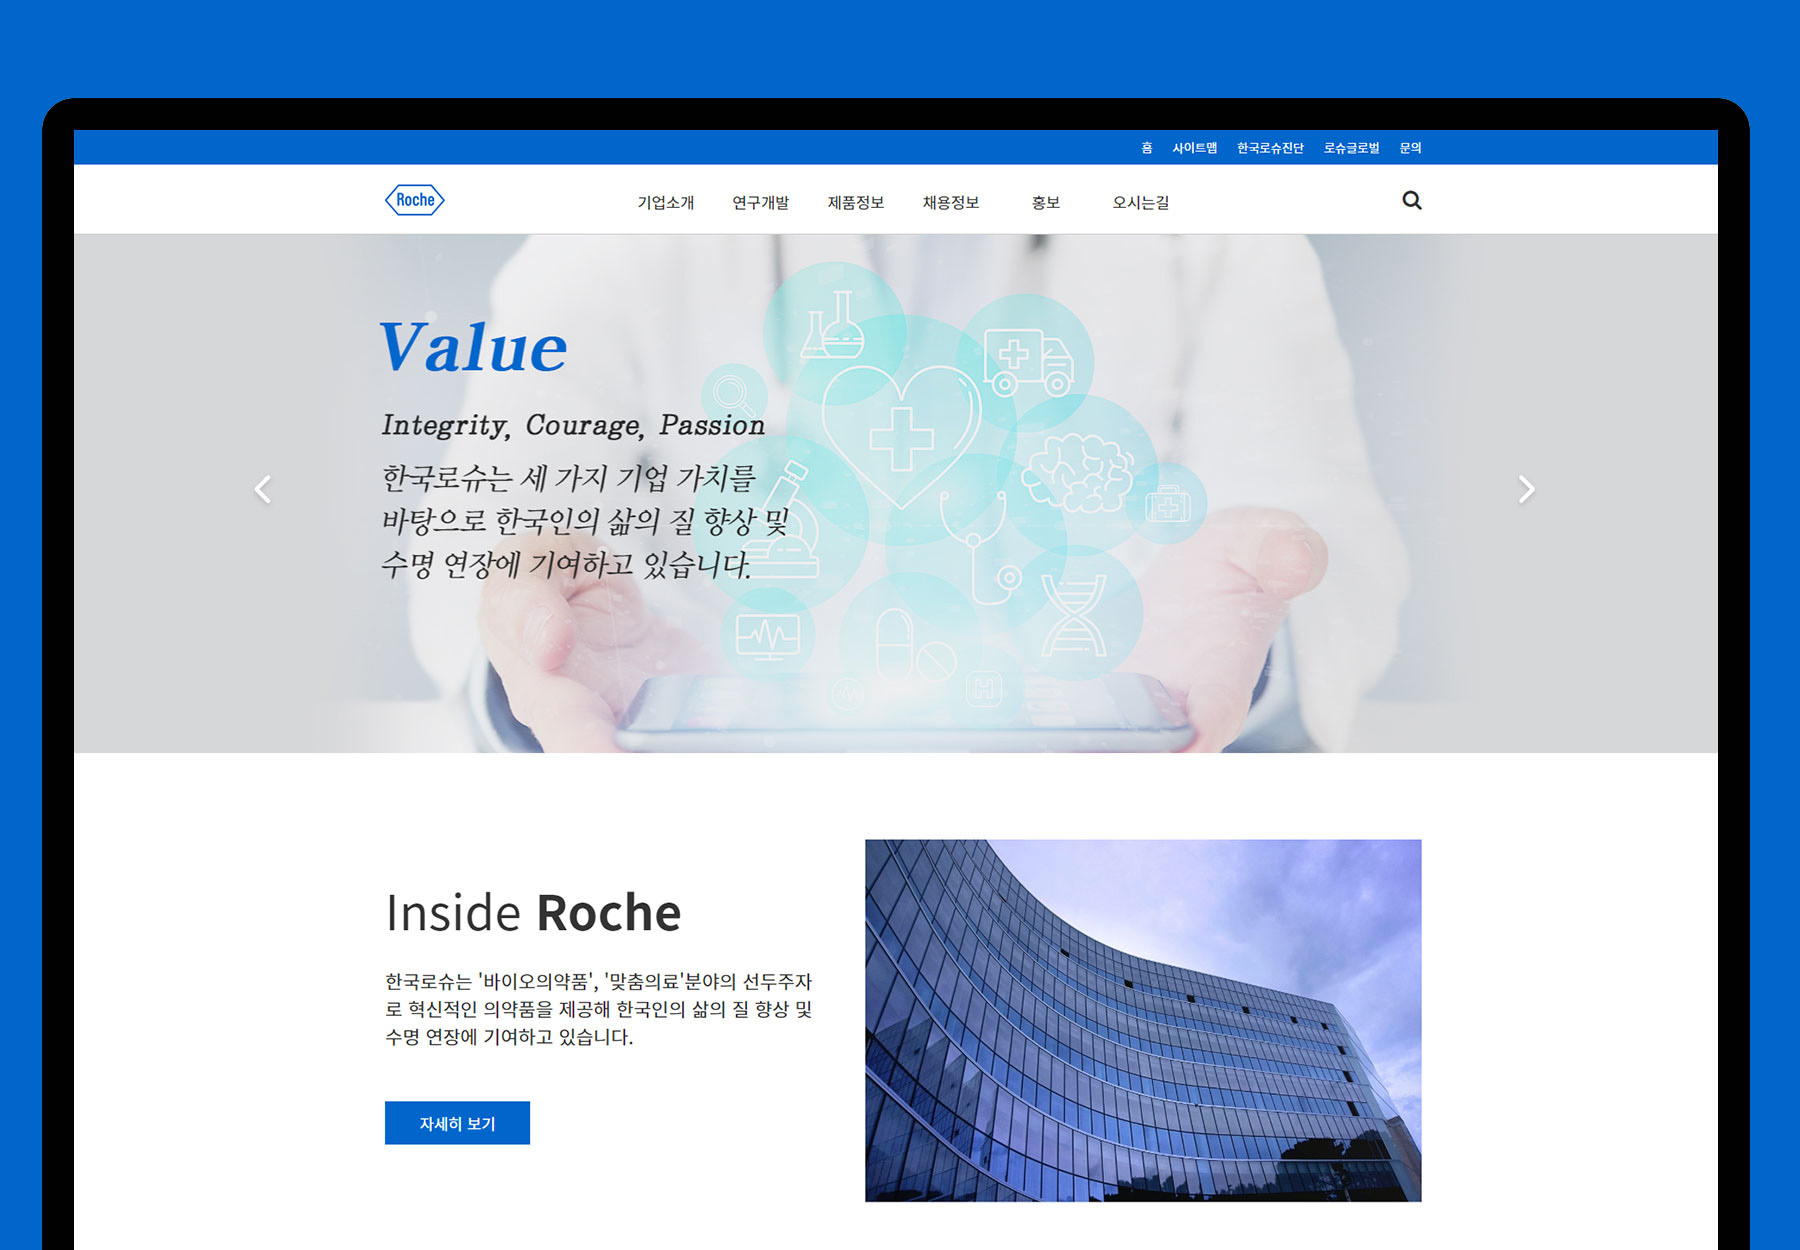 홈 사이트맵 한국로슈진단 로슈글로벌 문의
Roche 기업소개 연구개발 제품정보 채용정보 홍보 오시는길
Value
Integrity, Courage, Passion
한국로슈는 세 가지 기업 가치를
바탕으로 한국인의 삶의 질 향상 및
수명 연장에 기여하고 있습니다.
H
Inside Roche
한국로슈는 '바이오의약품', '맞춤의료'분야의 선두주자
로 혁신적인 의약품을 제공해 한국인의 삶의 질 향상 및
수명 연장에 기여하고 있습니다.
자세히 보기